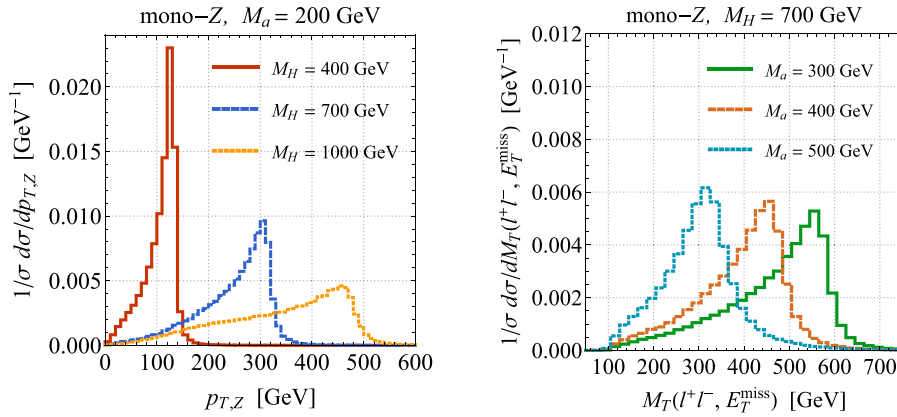 mono−Z, M_a = 200 GeV
1/σ dσ/dp_{T,Z} [GeV⁻¹]
0.020
0.015
0.010
0.005
0.000
M_H = 400 GeV
M_H = 700 GeV
M_H = 1000 GeV
0 100 200 300 400 500 600
p_{T,Z} [GeV]
mono−Z, M_H = 700 GeV
1/σ dσ/dM_T(l⁺l⁻, E_T^miss) [GeV⁻¹]
0.012
0.010
0.008
0.006
0.004
0.002
0.000
M_a = 300 GeV
M_a = 400 GeV
M_a = 500 GeV
100 200 300 400 500 600 700
M_T(l⁺l⁻, E_T^miss) [GeV]